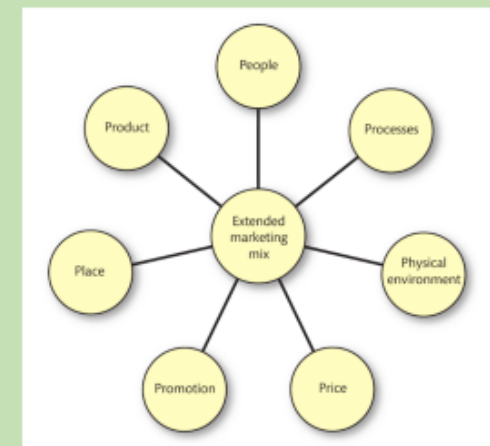 People
Product
Processes
Extended
marketing
mix
Place
Physical
environment
Promotion
Price